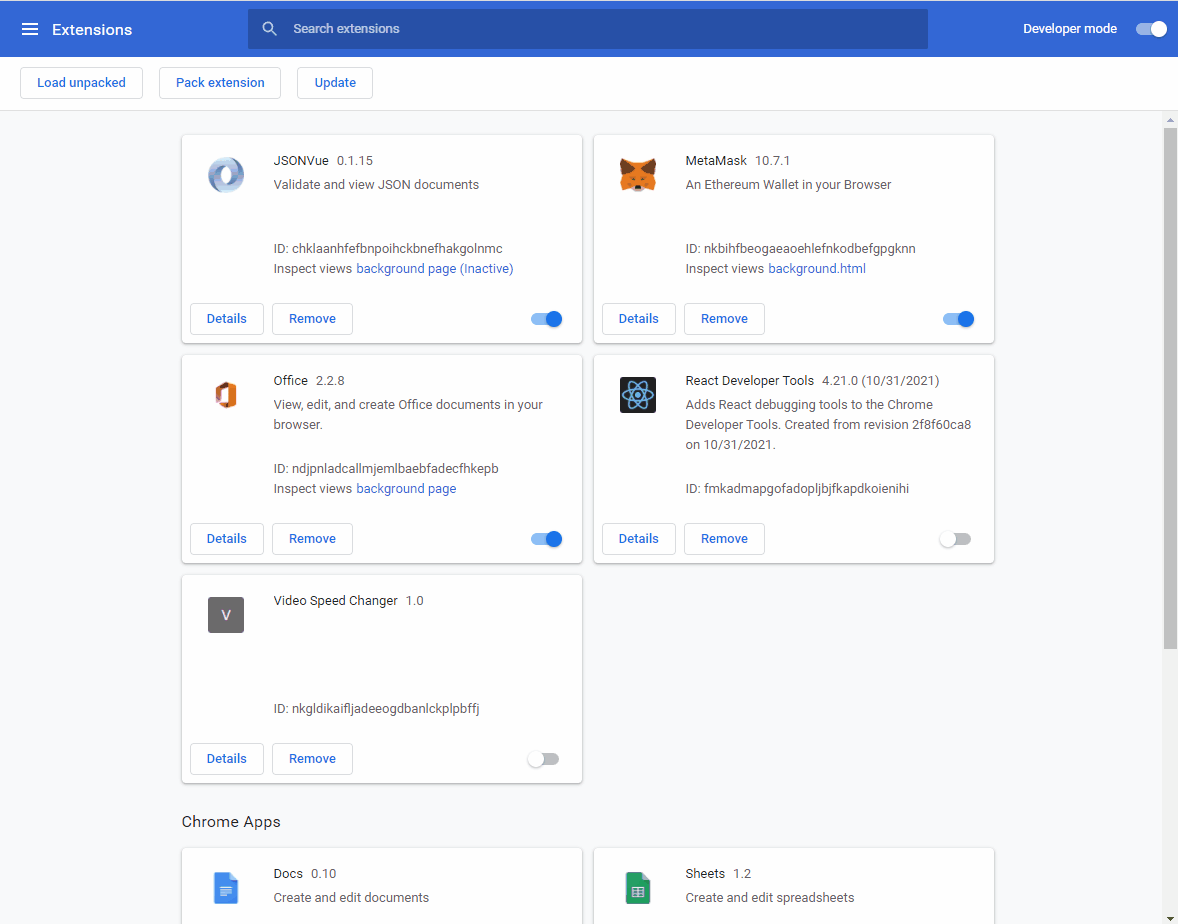 Extensions
Search extensions
Developer mode
Load unpacked
Pack extension
Update
JSONVue 0.1.15
Validate and view JSON documents
ID: chklaanhfefbnpoihckbnefhakgolnmc
Inspect views background page (Inactive)
Details
Remove
MetaMask 10.7.1
An Ethereum Wallet in your Browser
ID: nkbihfbeogaeaoehlefnkodbefgpgknn
Inspect views background.html
Details
Remove
Office 2.2.8
View, edit, and create Office documents in your
browser.
ID: ndjpnladcallmjemlbaebfadecfhkepb
Inspect views background page
Details
Remove
React Developer Tools 4.21.0 (10/31/2021)
Adds React debugging tools to the Chrome
Developer Tools. Created from revision 2f8f60ca8
on 10/31/2021.
ID: fmkadmapgofadopljbjfkapdkoienihi
Details
Remove
V
Video Speed Changer 1.0
ID: nkgldikaifljadeeogdbanlckplpbffj
Details
Remove
Chrome Apps
Docs 0.10
Create and edit documents
Sheets 1.2
Create and edit spreadsheets